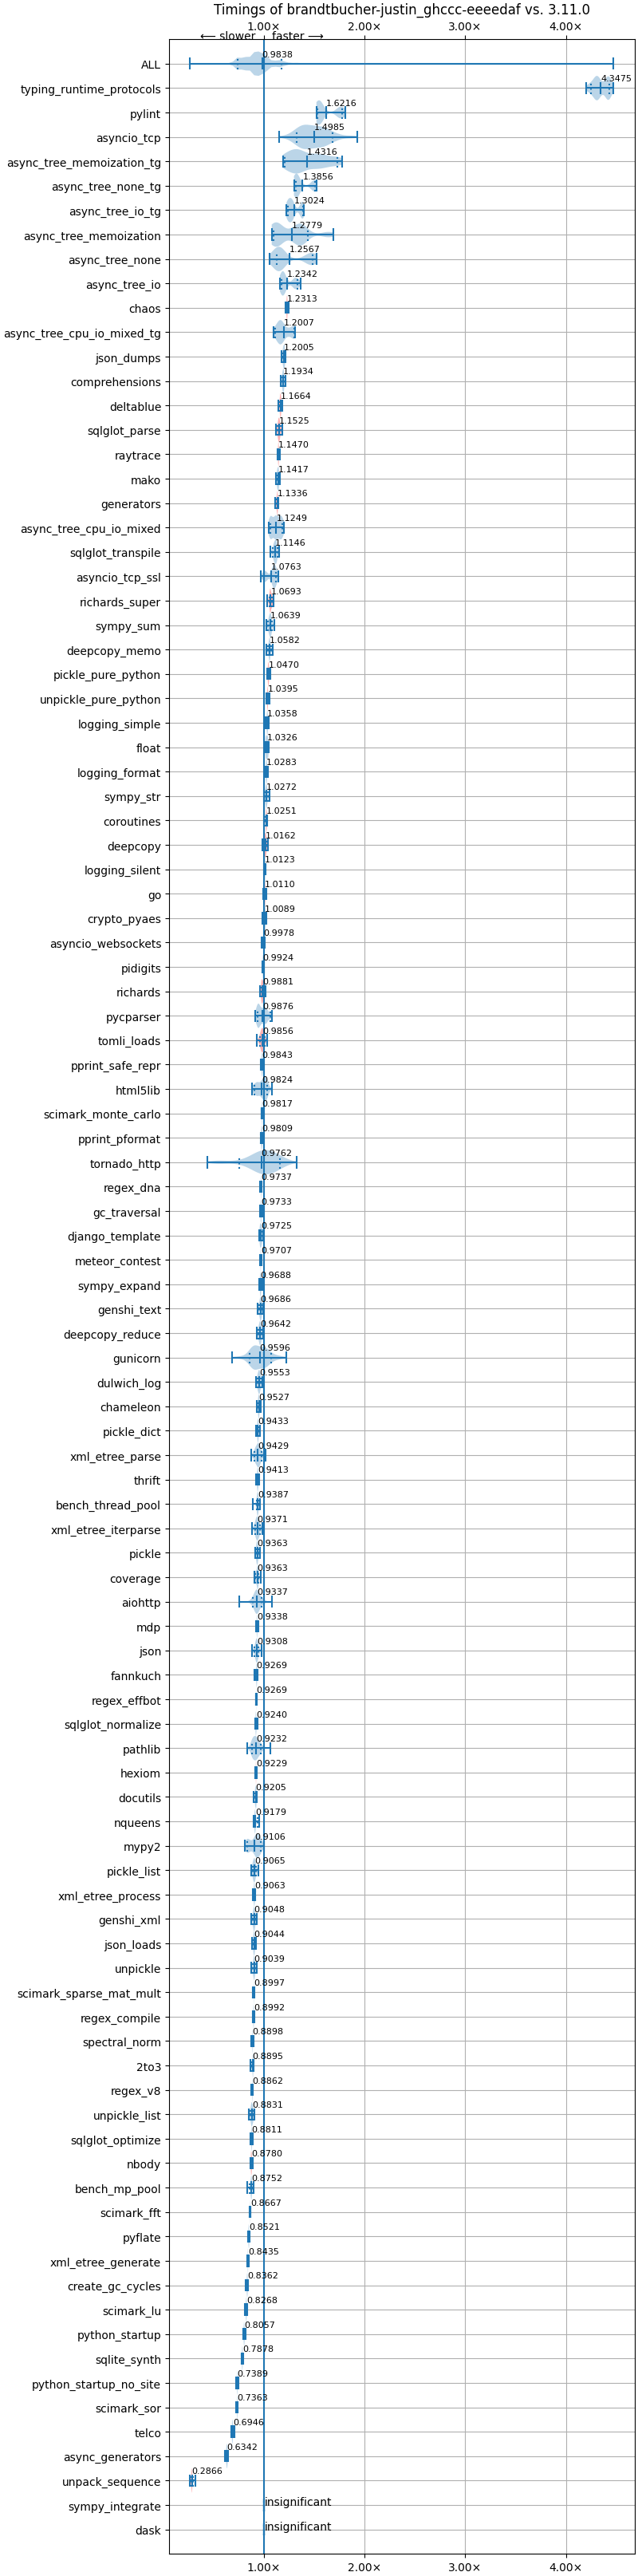 Timings of brandtbucher-justin_ghccc-eeeedaf vs. 3.11.0
1.00× 2.00× 3.00× 4.00×
⟵ slower faster ⟶
ALL 0.9838
typing_runtime_protocols 4.3475
pylint 1.6216
asyncio_tcp 1.4985
async_tree_memoization_tg 1.4316
async_tree_none_tg 1.3856
async_tree_io_tg 1.3024
async_tree_memoization 1.2779
async_tree_none 1.2567
async_tree_io 1.2342
chaos 1.2313
async_tree_cpu_io_mixed_tg 1.2007
json_dumps 1.2005
comprehensions 1.1934
deltablue 1.1664
sqlglot_parse 1.1525
raytrace 1.1470
mako 1.1417
generators 1.1336
async_tree_cpu_io_mixed 1.1249
sqlglot_transpile 1.1146
asyncio_tcp_ssl 1.0763
richards_super 1.0693
sympy_sum 1.0639
deepcopy_memo 1.0582
pickle_pure_python 1.0470
unpickle_pure_python 1.0395
logging_simple 1.0358
float 1.0326
logging_format 1.0283
sympy_str 1.0272
coroutines 1.0251
deepcopy 1.0162
logging_silent 1.0123
go 1.0110
crypto_pyaes 1.0089
asyncio_websockets 0.9978
pidigits 0.9924
richards 0.9881
pycparser 0.9876
tomli_loads 0.9856
pprint_safe_repr 0.9843
html5lib 0.9824
scimark_monte_carlo 0.9817
pprint_pformat 0.9809
tornado_http 0.9762
regex_dna 0.9737
gc_traversal 0.9733
django_template 0.9725
meteor_contest 0.9707
sympy_expand 0.9688
genshi_text 0.9686
deepcopy_reduce 0.9642
gunicorn 0.9596
dulwich_log 0.9553
chameleon 0.9527
pickle_dict 0.9433
xml_etree_parse 0.9429
thrift 0.9413
bench_thread_pool 0.9387
xml_etree_iterparse 0.9371
pickle 0.9363
coverage 0.9363
aiohttp 0.9337
mdp 0.9338
json 0.9308
fannkuch 0.9269
regex_effbot 0.9269
sqlglot_normalize 0.9240
pathlib 0.9232
hexiom 0.9229
docutils 0.9205
nqueens 0.9179
mypy2 0.9106
pickle_list 0.9065
xml_etree_process 0.9063
genshi_xml 0.9048
json_loads 0.9044
unpickle 0.9039
scimark_sparse_mat_mult 0.8997
regex_compile 0.8992
spectral_norm 0.8898
2to3 0.8895
regex_v8 0.8862
unpickle_list 0.8831
sqlglot_optimize 0.8811
nbody 0.8780
bench_mp_pool 0.8752
scimark_fft 0.8667
pyflate 0.8521
xml_etree_generate 0.8435
create_gc_cycles 0.8362
scimark_lu 0.8268
python_startup 0.8057
sqlite_synth 0.7878
python_startup_no_site 0.7389
scimark_sor 0.7363
telco 0.6946
async_generators 0.6342
unpack_sequence 0.2866
sympy_integrate insignificant
dask insignificant
1.00× 2.00× 3.00× 4.00×